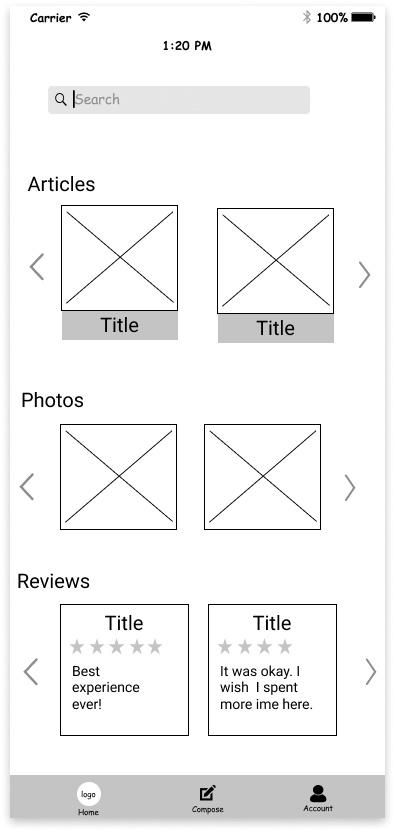 Carrier 100%
1:20 PM
Search
Articles
Title Title
Photos
Reviews
Title Title
Best
experience
ever!
It was okay. I
wish I spent
more ime here.
logo
Home Compose Account